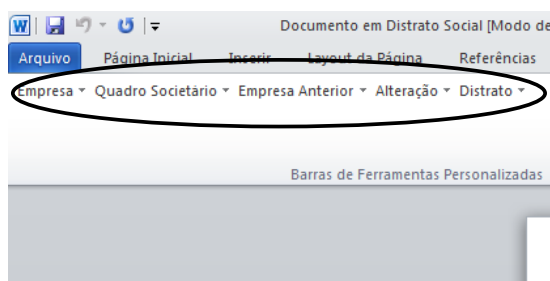 Documento em Distrato Social [Modo de
Arquivo Página Inicial Inserir Layout da Página Referências
Empresa Quadro Societário Empresa Anterior Alteração Distrato
Barras de Ferramentas Personalizadas